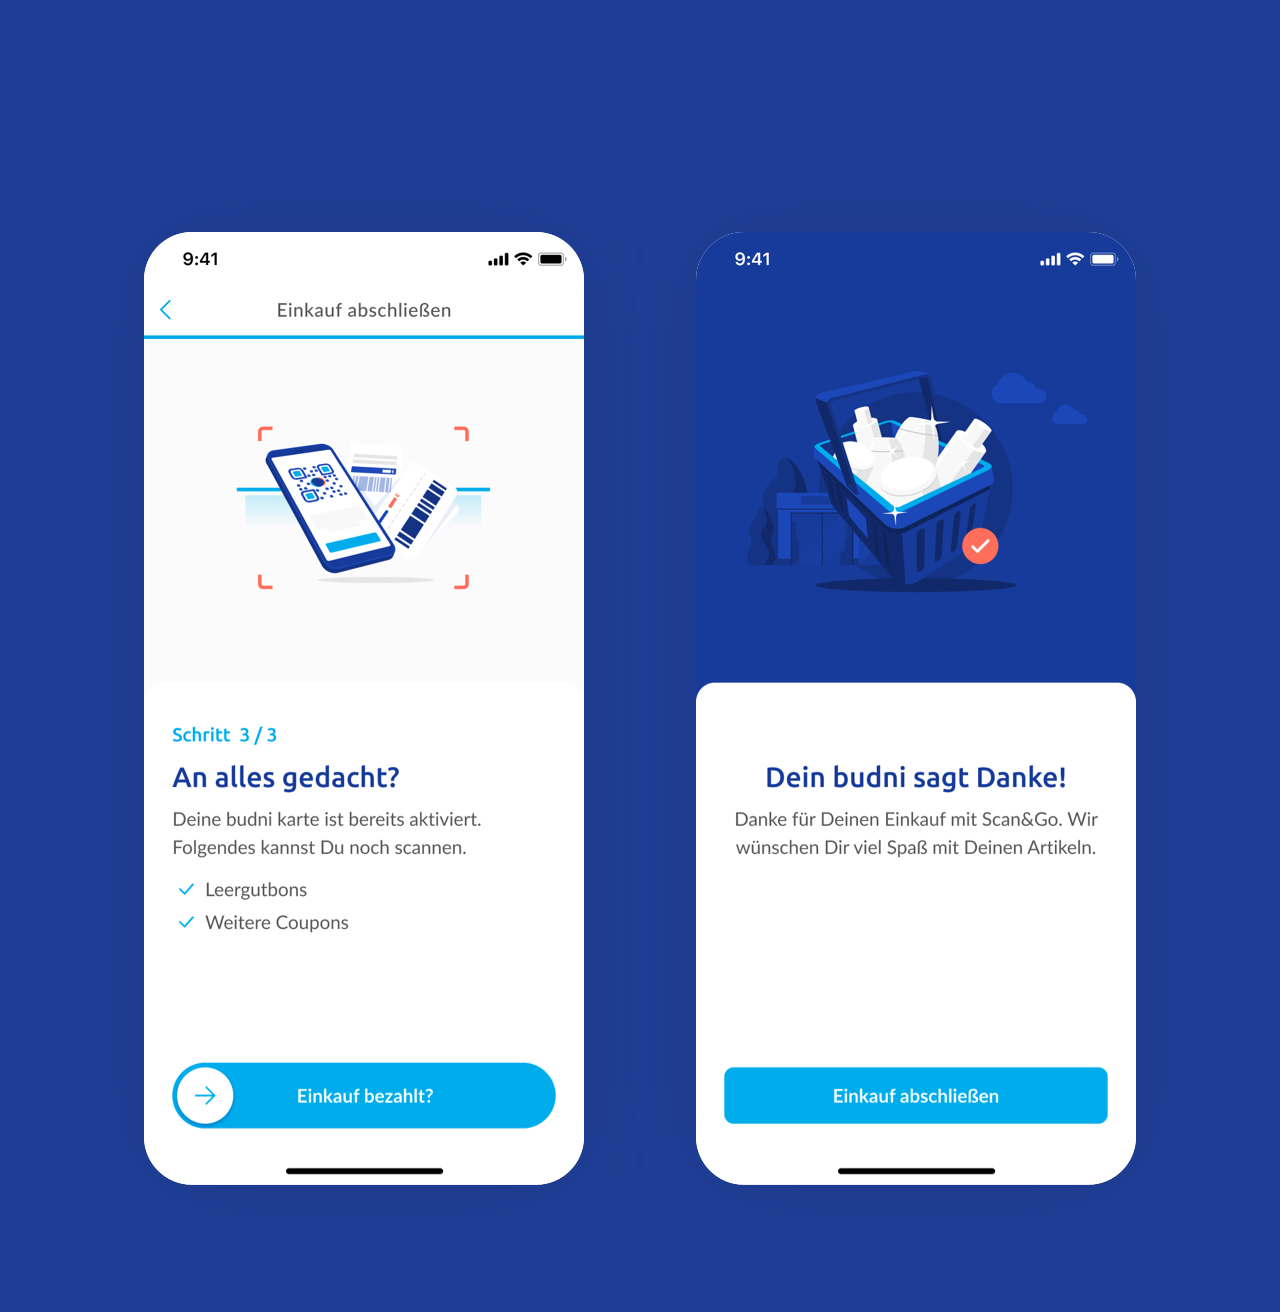 9:41
Einkauf abschließen
Schritt 3 / 3
An alles gedacht?
Deine budni karte ist bereits aktiviert.
Folgendes kannst Du noch scannen.
Leergutbons
Weitere Coupons
Einkauf bezahlt?
9:41
Dein budni sagt Danke!
Danke für Deinen Einkauf mit Scan&Go. Wir
wünschen Dir viel Spaß mit Deinen Artikeln.
Einkauf abschließen